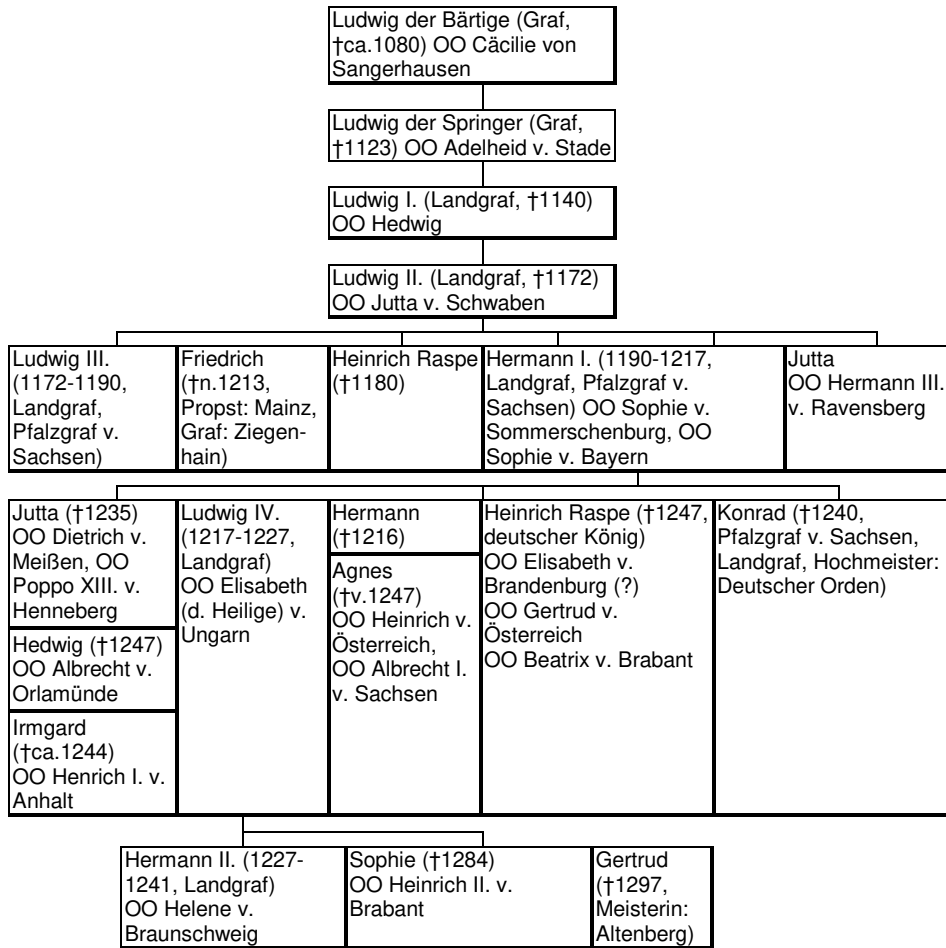 Ludwig der Bärtige (Graf,
†ca.1080) OO Cäcilie von
Sangerhausen
Ludwig der Springer (Graf,
†1123) OO Adelheid v. Stade
Ludwig I. (Landgraf, †1140)
OO Hedwig
Ludwig II. (Landgraf, †1172)
OO Jutta v. Schwaben
Ludwig III.
(1172-1190,
Landgraf,
Pfalzgraf v.
Sachsen)
Friedrich
(†n.1213,
Propst: Mainz,
Graf: Ziegen-
hain)
Heinrich Raspe
(†1180)
Hermann I. (1190-1217,
Landgraf, Pfalzgraf v.
Sachsen) OO Sophie v.
Sommerschenburg, OO
Sophie v. Bayern
Jutta
OO Hermann III.
v. Ravensberg
Jutta (†1235)
OO Dietrich v.
Meißen, OO
Poppo XIII. v.
Henneberg
Hedwig (†1247)
OO Albrecht v.
Orlamünde
Irmgard
(†ca.1244)
OO Henrich I. v.
Anhalt
Ludwig IV.
(1217-1227,
Landgraf)
OO Elisabeth
(d. Heilige) v.
Ungarn
Hermann
(†1216)
Agnes
(†v.1247)
OO Heinrich v.
Österreich,
OO Albrecht I.
v. Sachsen
Heinrich Raspe (†1247,
deutscher König)
OO Elisabeth v.
Brandenburg (?)
OO Gertrud v.
Österreich
OO Beatrix v. Brabant
Konrad (†1240,
Pfalzgraf v. Sachsen,
Landgraf, Hochmeister:
Deutscher Orden)
Hermann II. (1227-
1241, Landgraf)
OO Helene v.
Braunschweig
Sophie (†1284)
OO Heinrich II. v.
Brabant
Gertrud
(†1297,
Meisterin:
Altenberg)